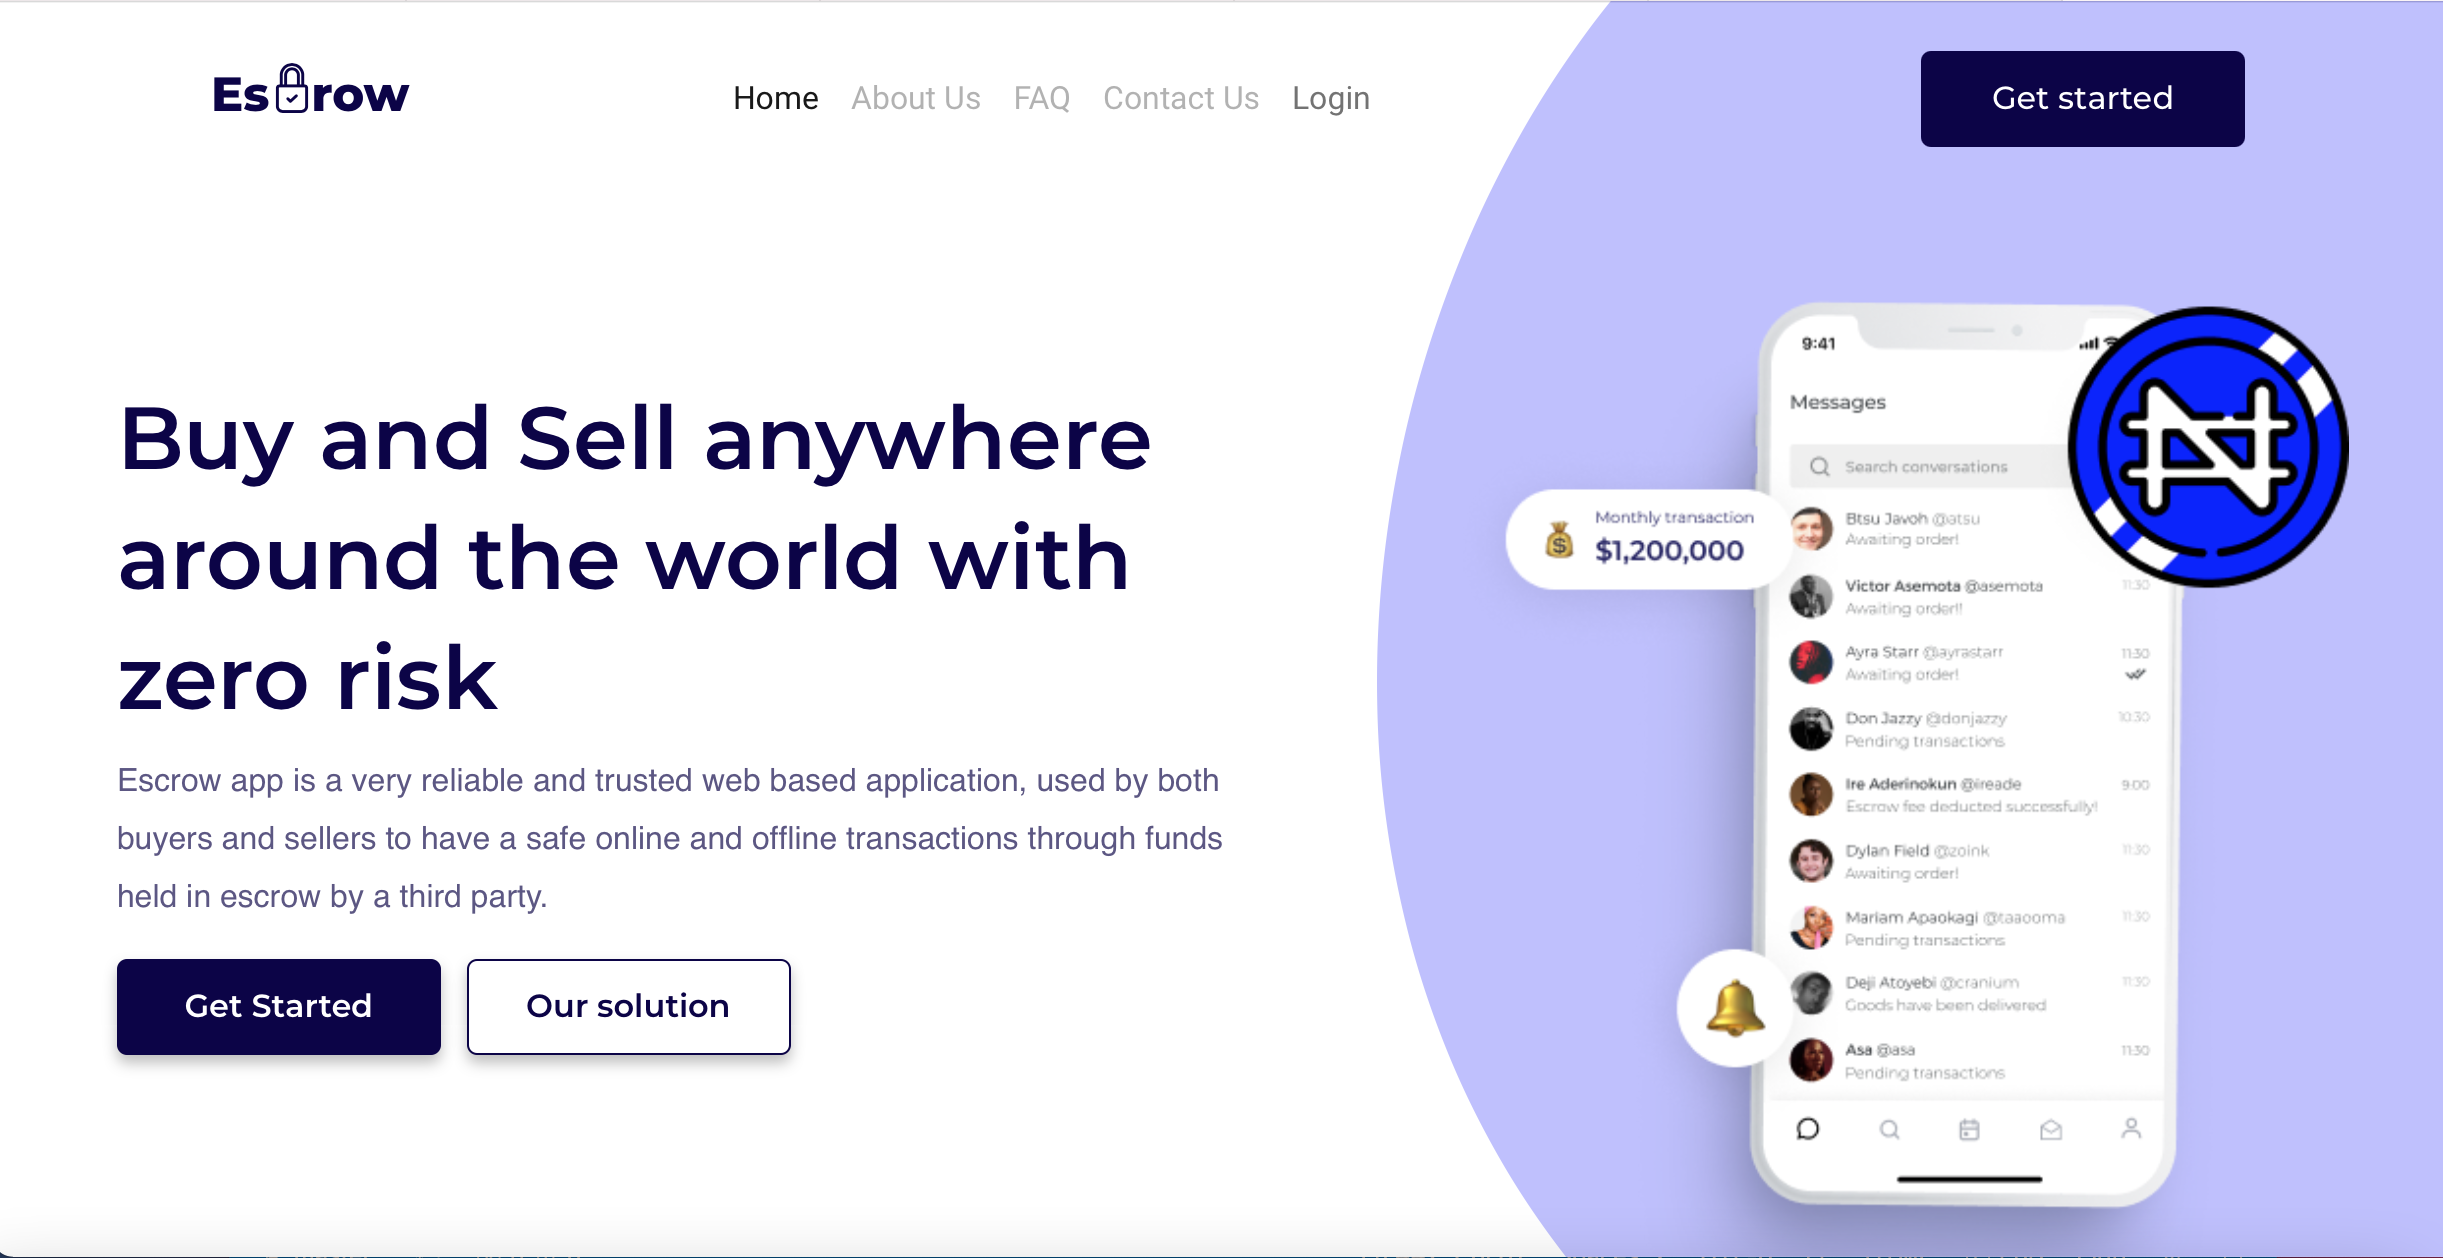 Es row
Home About Us FAQ Contact Us Login
Get started
Buy and Sell anywhere
around the world with
zero risk
Escrow app is a very reliable and trusted web based application, used by both
buyers and sellers to have a safe online and offline transactions through funds
held in escrow by a third party.
Get Started
Our solution
Monthly transaction
$1,200,000
9:41
Messages
Search conversations
Btsu Javoh @atsu
Awaiting order!
Victor Asemota @asemota 11:30
Awaiting order!!
Ayra Starr @ayrastarr 11:30
Awaiting order!
Don Jazzy @donjazzy 10:30
Pending transactions
Ire Aderinokun @ireade 9:00
Escrow fee deducted successfully!
Dylan Field @zoink 11:30
Awaiting order!
Mariam Apaokagi @taaooma 11:30
Pending transactions
Deji Atoyebi @cranium 11:30
Goods have been delivered
Asa @asa 11:30
Pending transactions